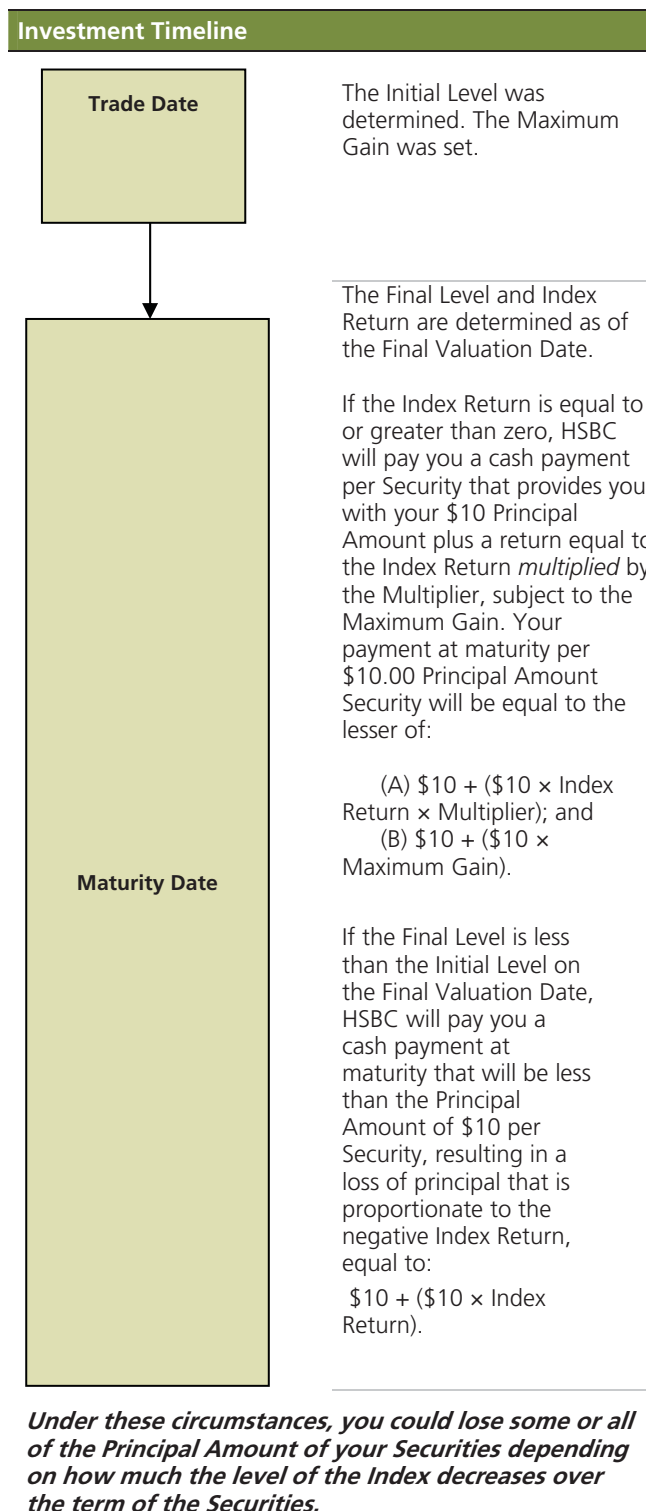 Investment Timeline
Trade Date
The Initial Level was
determined. The Maximum
Gain was set.
The Final Level and Index
Return are determined as of
the Final Valuation Date.
If the Index Return is equal to
or greater than zero, HSBC
will pay you a cash payment
per Security that provides you
with your $10 Principal
Amount plus a return equal to
the Index Return multiplied by
the Multiplier, subject to the
Maximum Gain. Your
payment at maturity per
$10.00 Principal Amount
Security will be equal to the
lesser of:
(A) $10 + ($10 × Index
Return × Multiplier); and
(B) $10 + ($10 ×
Maximum Gain).
Maturity Date
If the Final Level is less
than the Initial Level on
the Final Valuation Date,
HSBC will pay you a
cash payment at
maturity that will be less
than the Principal
Amount of $10 per
Security, resulting in a
loss of principal that is
proportionate to the
negative Index Return,
equal to:
$10 + ($10 × Index
Return).
Under these circumstances, you could lose some or all
of the Principal Amount of your Securities depending
on how much the level of the Index decreases over
the term of the Securities.